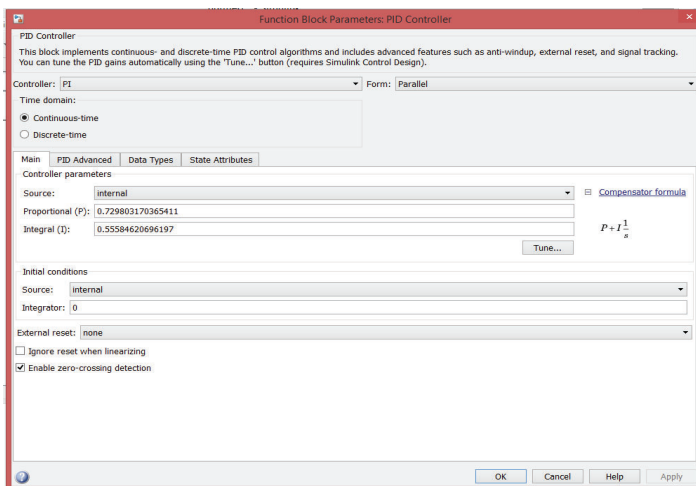 Function Block Parameters: PID Controller
PID Controller
This block implements continuous- and discrete-time PID control algorithms and includes advanced features such as anti-windup, external reset, and signal tracking.
You can tune the PID gains automatically using the 'Tune...' button (requires Simulink Control Design).
Controller: PI Form: Parallel
Time domain:
Continuous-time
Discrete-time
Main PID Advanced Data Types State Attributes
Controller parameters
Source: internal Compensator formula
Proportional (P): 0.729803170365411
Integral (I): 0.55584620696197
P+I 1/s
Tune...
Initial conditions
Source: internal
Integrator: 0
External reset: none
Ignore reset when linearizing
Enable zero-crossing detection
OK Cancel Help Apply